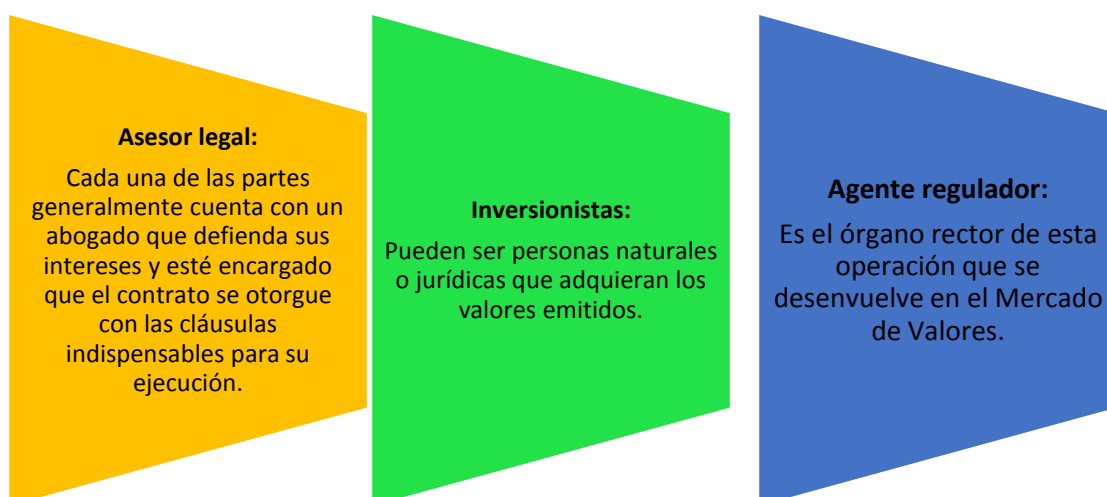 Asesor legal:
Cada una de las partes
generalmente cuenta con un
abogado que defienda sus
intereses y esté encargado
que el contrato se otorgue
con las cláusulas
indispensables para su
ejecución.
Inversionistas:
Pueden ser personas naturales
o jurídicas que adquieran los
valores emitidos.
Agente regulador:
Es el órgano rector de esta
operación que se
desenvuelve en el Mercado
de Valores.